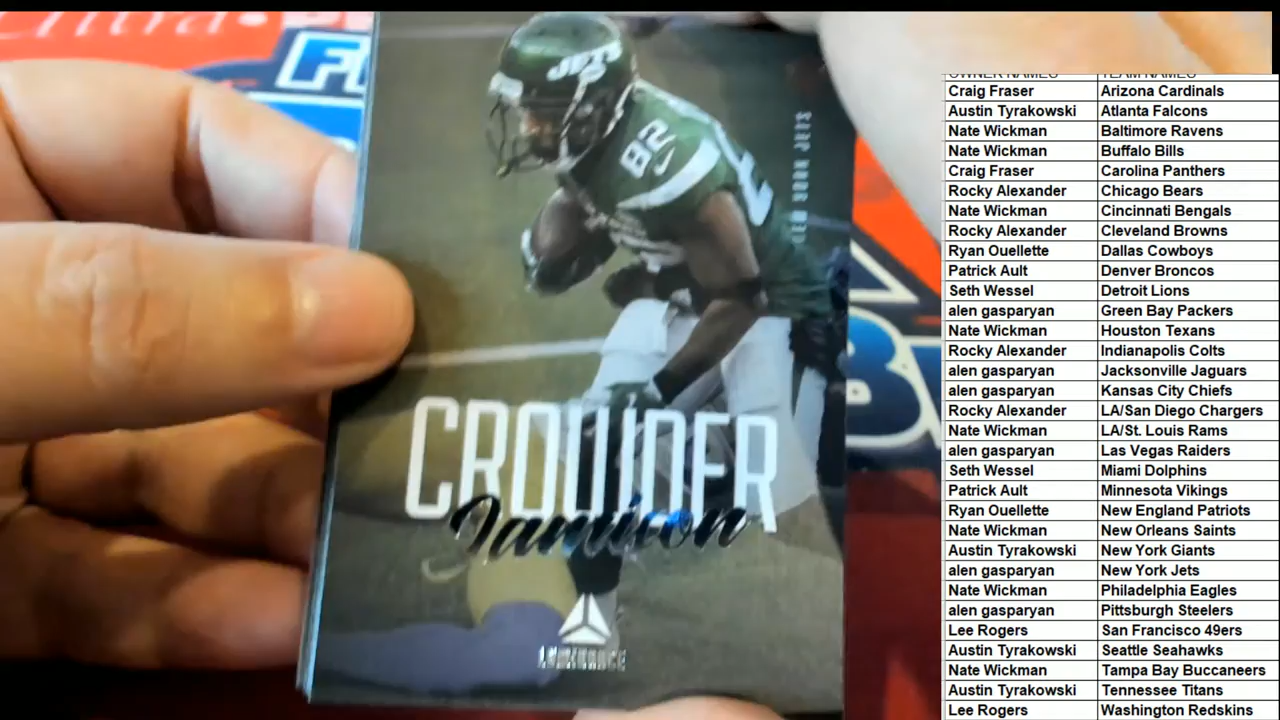 JETS
82
NEW YORK JETS
CROWDER
Jamison
LUMINANCE
OWNER NAMES TEAM NAMES
Craig Fraser Arizona Cardinals
Austin Tyrakowski Atlanta Falcons
Nate Wickman Baltimore Ravens
Nate Wickman Buffalo Bills
Craig Fraser Carolina Panthers
Rocky Alexander Chicago Bears
Nate Wickman Cincinnati Bengals
Rocky Alexander Cleveland Browns
Ryan Ouellette Dallas Cowboys
Patrick Ault Denver Broncos
Seth Wessel Detroit Lions
alen gasparyan Green Bay Packers
Nate Wickman Houston Texans
Rocky Alexander Indianapolis Colts
alen gasparyan Jacksonville Jaguars
alen gasparyan Kansas City Chiefs
Rocky Alexander LA/San Diego Chargers
Nate Wickman LA/St. Louis Rams
alen gasparyan Las Vegas Raiders
Seth Wessel Miami Dolphins
Patrick Ault Minnesota Vikings
Ryan Ouellette New England Patriots
Nate Wickman New Orleans Saints
Austin Tyrakowski New York Giants
alen gasparyan New York Jets
Nate Wickman Philadelphia Eagles
alen gasparyan Pittsburgh Steelers
Lee Rogers San Francisco 49ers
Austin Tyrakowski Seattle Seahawks
Nate Wickman Tampa Bay Buccaneers
Austin Tyrakowski Tennessee Titans
Lee Rogers Washington Redskins